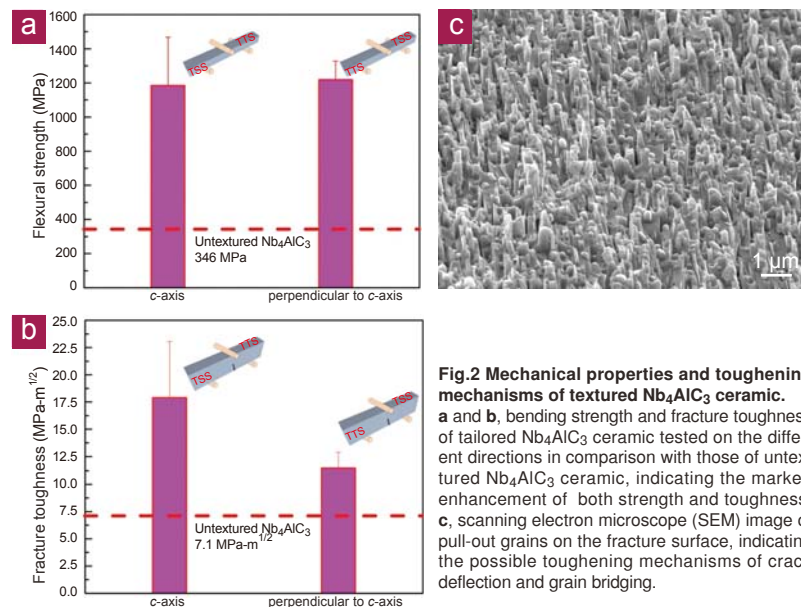 a
1600
1400
1200
1000
800
600
400
200
0
Flexural strength (MPa)
TSS
TTS
TTS
TSS
Untextured Nb₄AlC₃
346 MPa
c-axis
perpendicular to c-axis
b
25.0
22.5
20.0
17.5
15.0
12.5
10.0
7.5
5.0
2.5
0.0
Fracture toughness (MPa-m^1/2)
TSS
TTS
TTS
TSS
Untextured Nb₄AlC₃
7.1 MPa-m^1/2
c-axis
perpendicular to c-axis
c
1 μm
Fig.2 Mechanical properties and toughenin
mechanisms of textured Nb₄AlC₃ ceramic.
a and b, bending strength and fracture toughnes
of tailored Nb₄AlC₃ ceramic tested on the differ
ent directions in comparison with those of untex
tured Nb₄AlC₃ ceramic, indicating the marke
enhancement of both strength and toughness
c, scanning electron microscope (SEM) image o
pull-out grains on the fracture surface, indicatin
the possible toughening mechanisms of crac
deflection and grain bridging.